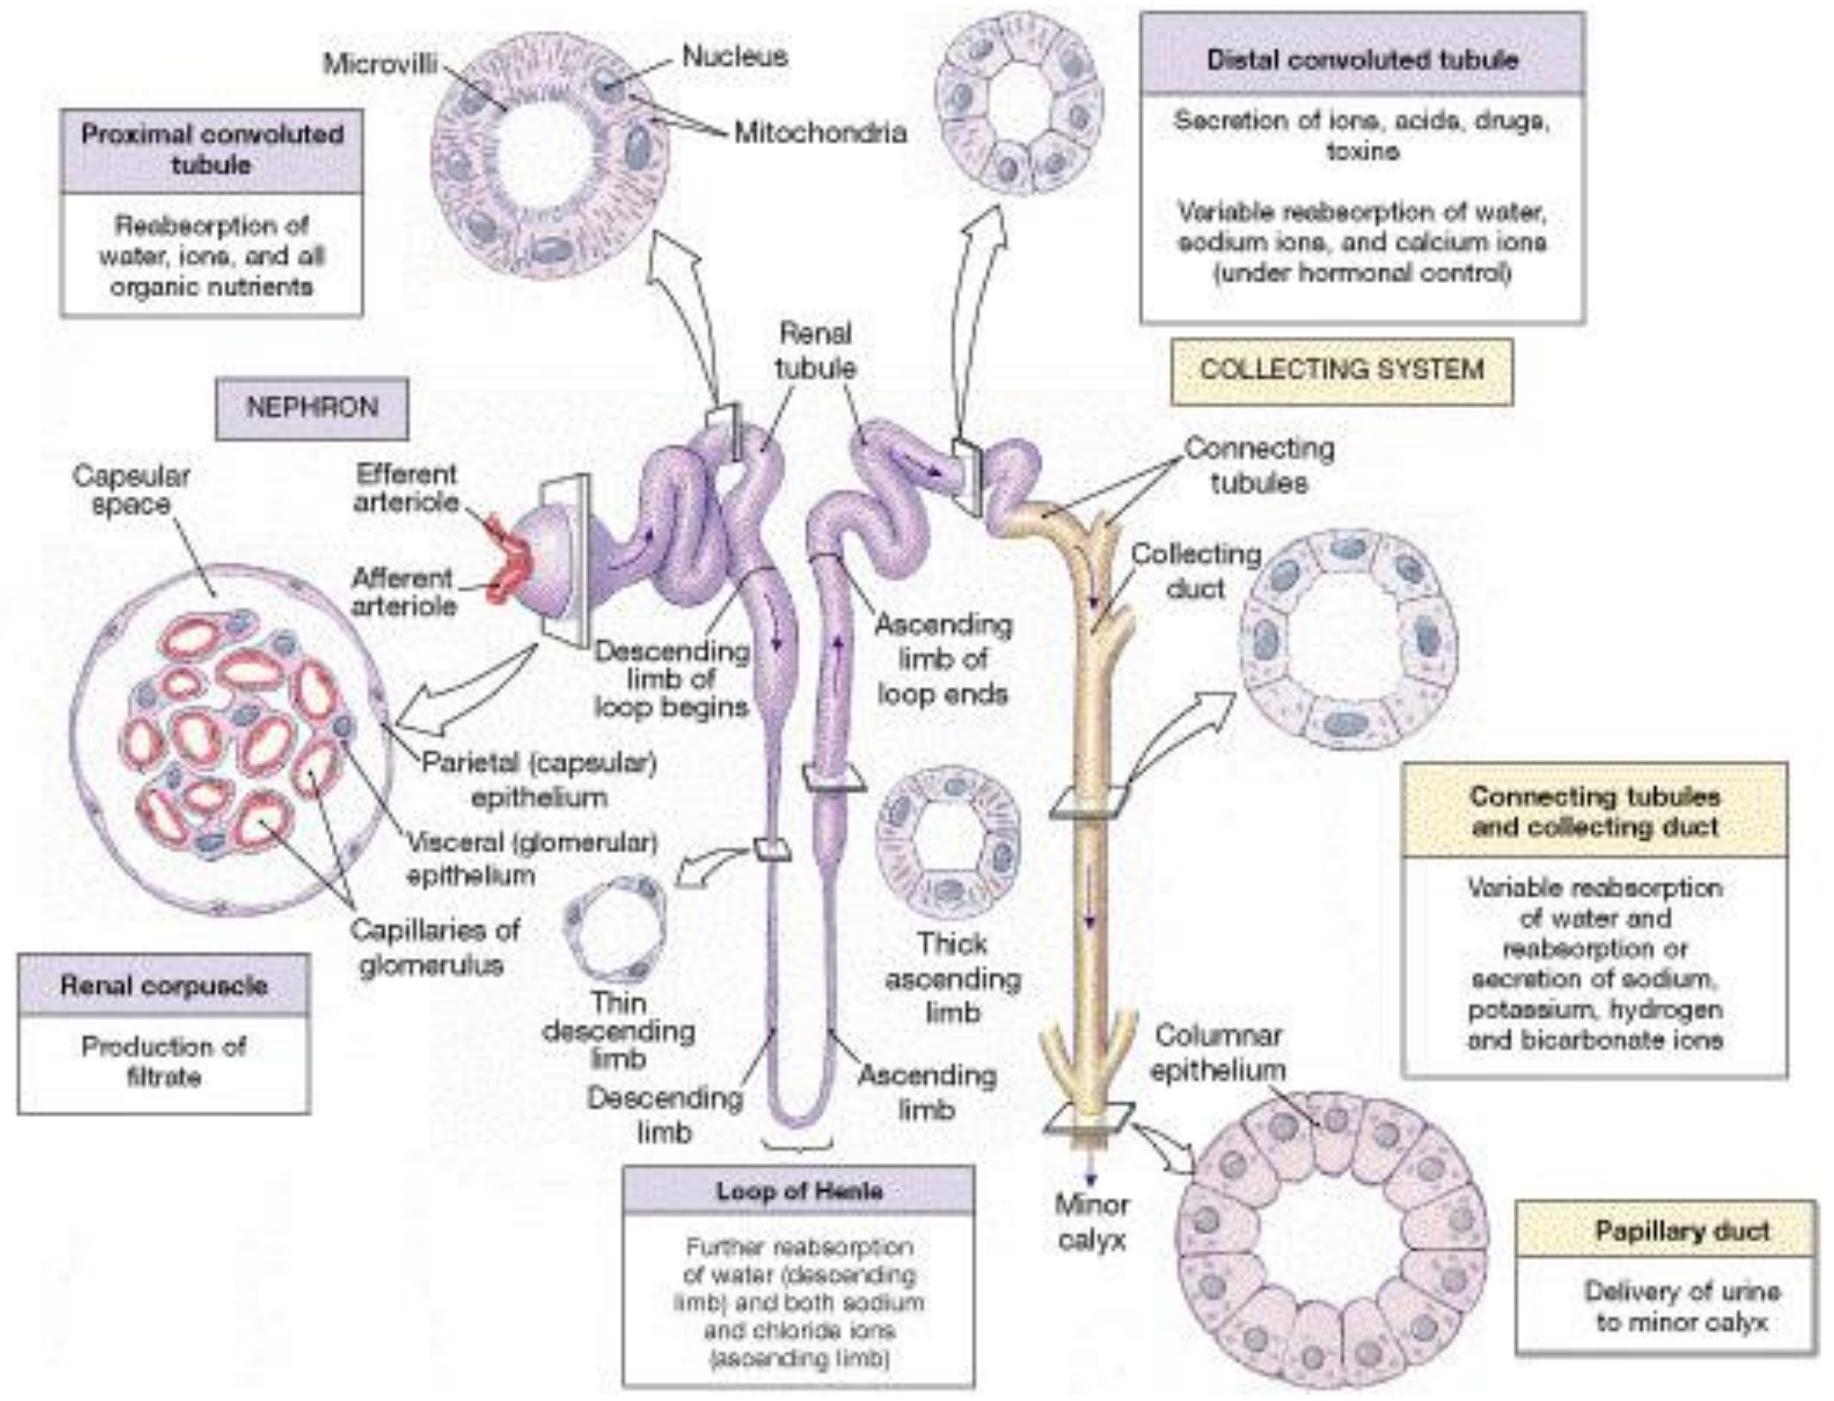 Microvilli
Nucleus
Mitochondria
Proximal convoluted
tubule
Reabsorption of
water, ions, and all
organic nutrients
Distal convoluted tubule
Secretion of ions, acids, drugs,
toxins
Variable reabsorption of water,
sodium ions, and calcium ions
(under hormonal control)
Renal
tubule
NEPHRON
COLLECTING SYSTEM
Capsular
space
Efferent
arteriole
Afferent
arteriole
Connecting
tubules
Collecting
duct
Descending
limb of
loop begins
Ascending
limb of
loop ends
Parietal (capsular)
epithelium
Visceral (glomerular)
epithelium
Capillaries of
glomerulus
Renal corpuscle
Production of
filtrate
Thin
descending
limb
Thick
ascending
limb
Descending
limb
Ascending
limb
Connecting tubules
and collecting duct
Variable reabsorption
of water and
reabsorption or
secretion of sodium,
potassium, hydrogen
and bicarbonate ions
Columnar
epithelium
Loop of Henle
Further reabsorption
of water (descending
limb) and both sodium
and chloride ions
(ascending limb)
Minor
calyx
Papillary duct
Delivery of urine
to minor calyx